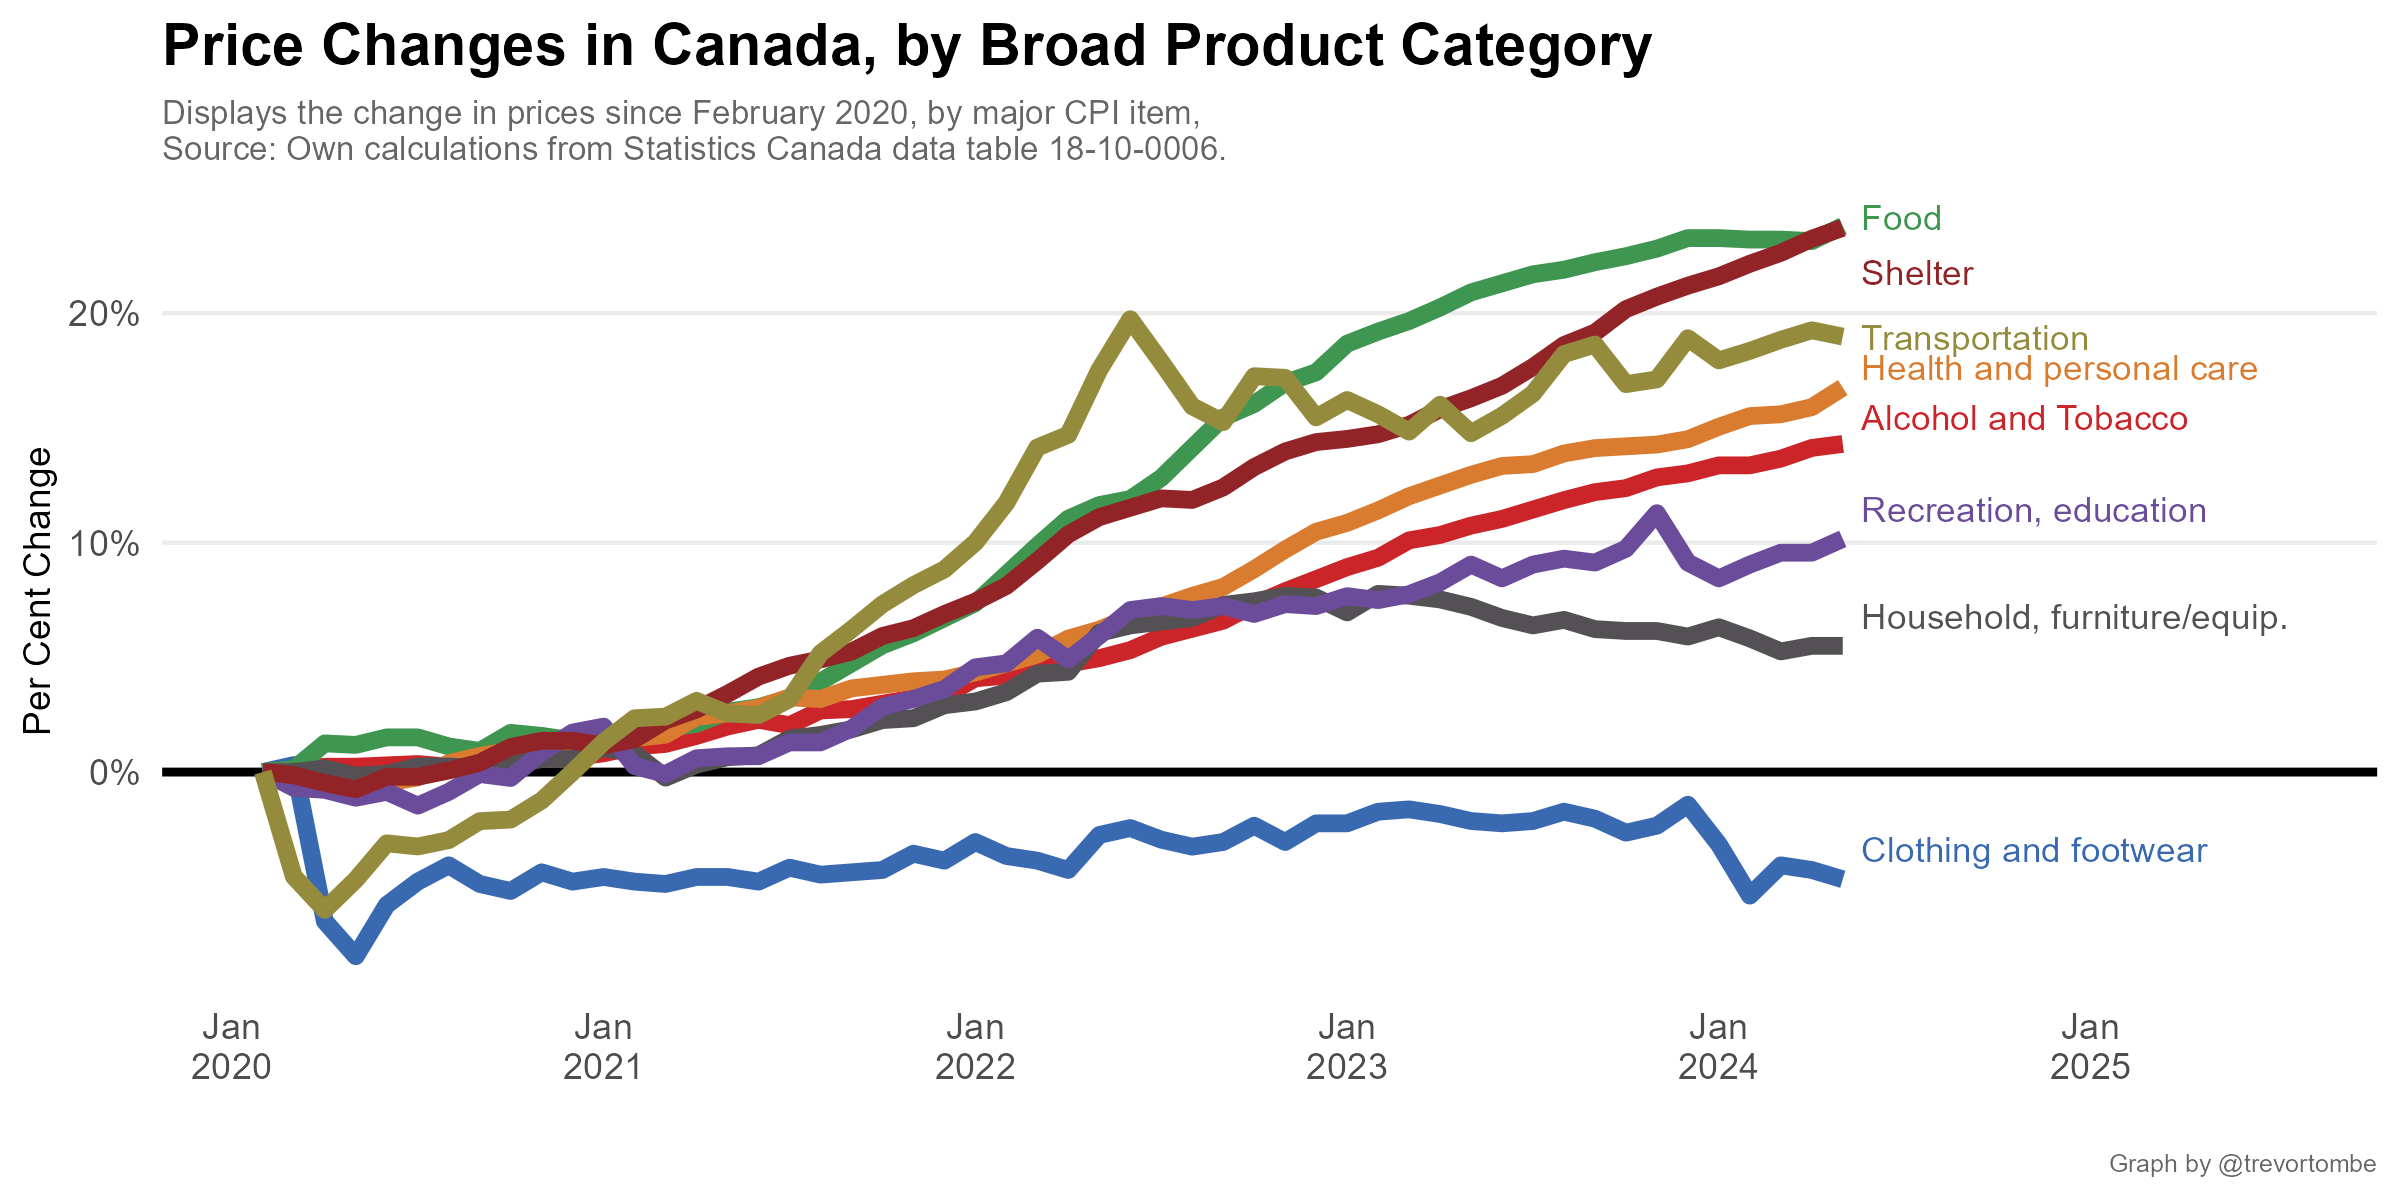 Price Changes in Canada, by Broad Product Category
Displays the change in prices since February 2020, by major CPI item,
Source: Own calculations from Statistics Canada data table 18-10-0006.
Per Cent Change
20%
10%
0%
Food
Shelter
Transportation
Health and personal care
Alcohol and Tobacco
Recreation, education
Household, furniture/equip.
Clothing and footwear
Jan
2020
Jan
2021
Jan
2022
Jan
2023
Jan
2024
Jan
2025
Graph by @trevortombe